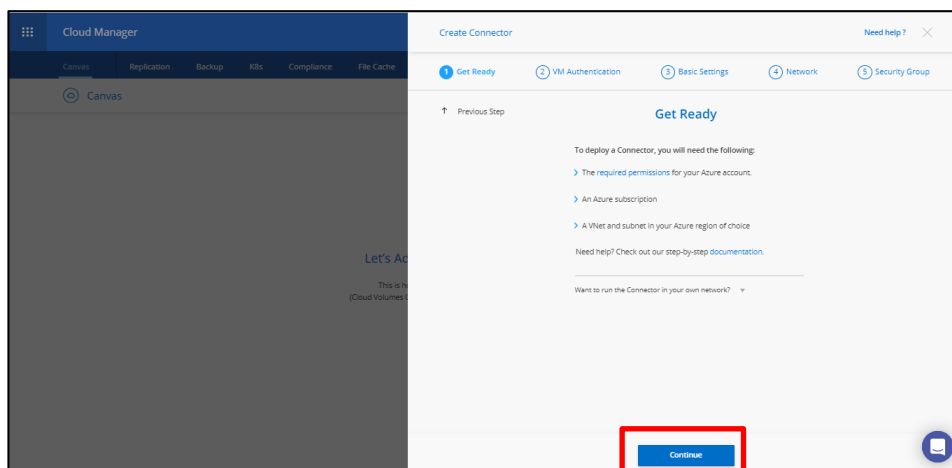 Cloud Manager
Canvas Replication Backup K8s Compliance File Cache
Canvas
Let's Ad
This is h
(Cloud Volumes O
Create Connector
Need help ?
1 Get Ready 2 VM Authentication 3 Basic Settings 4 Network 5 Security Group
↑ Previous Step
Get Ready
To deploy a Connector, you will need the following:
> The required permissions for your Azure account.
> An Azure subscription
> A VNet and subnet in your Azure region of choice
Need help? Check out our step-by-step documentation.
Want to run the Connector in your own network?
Continue